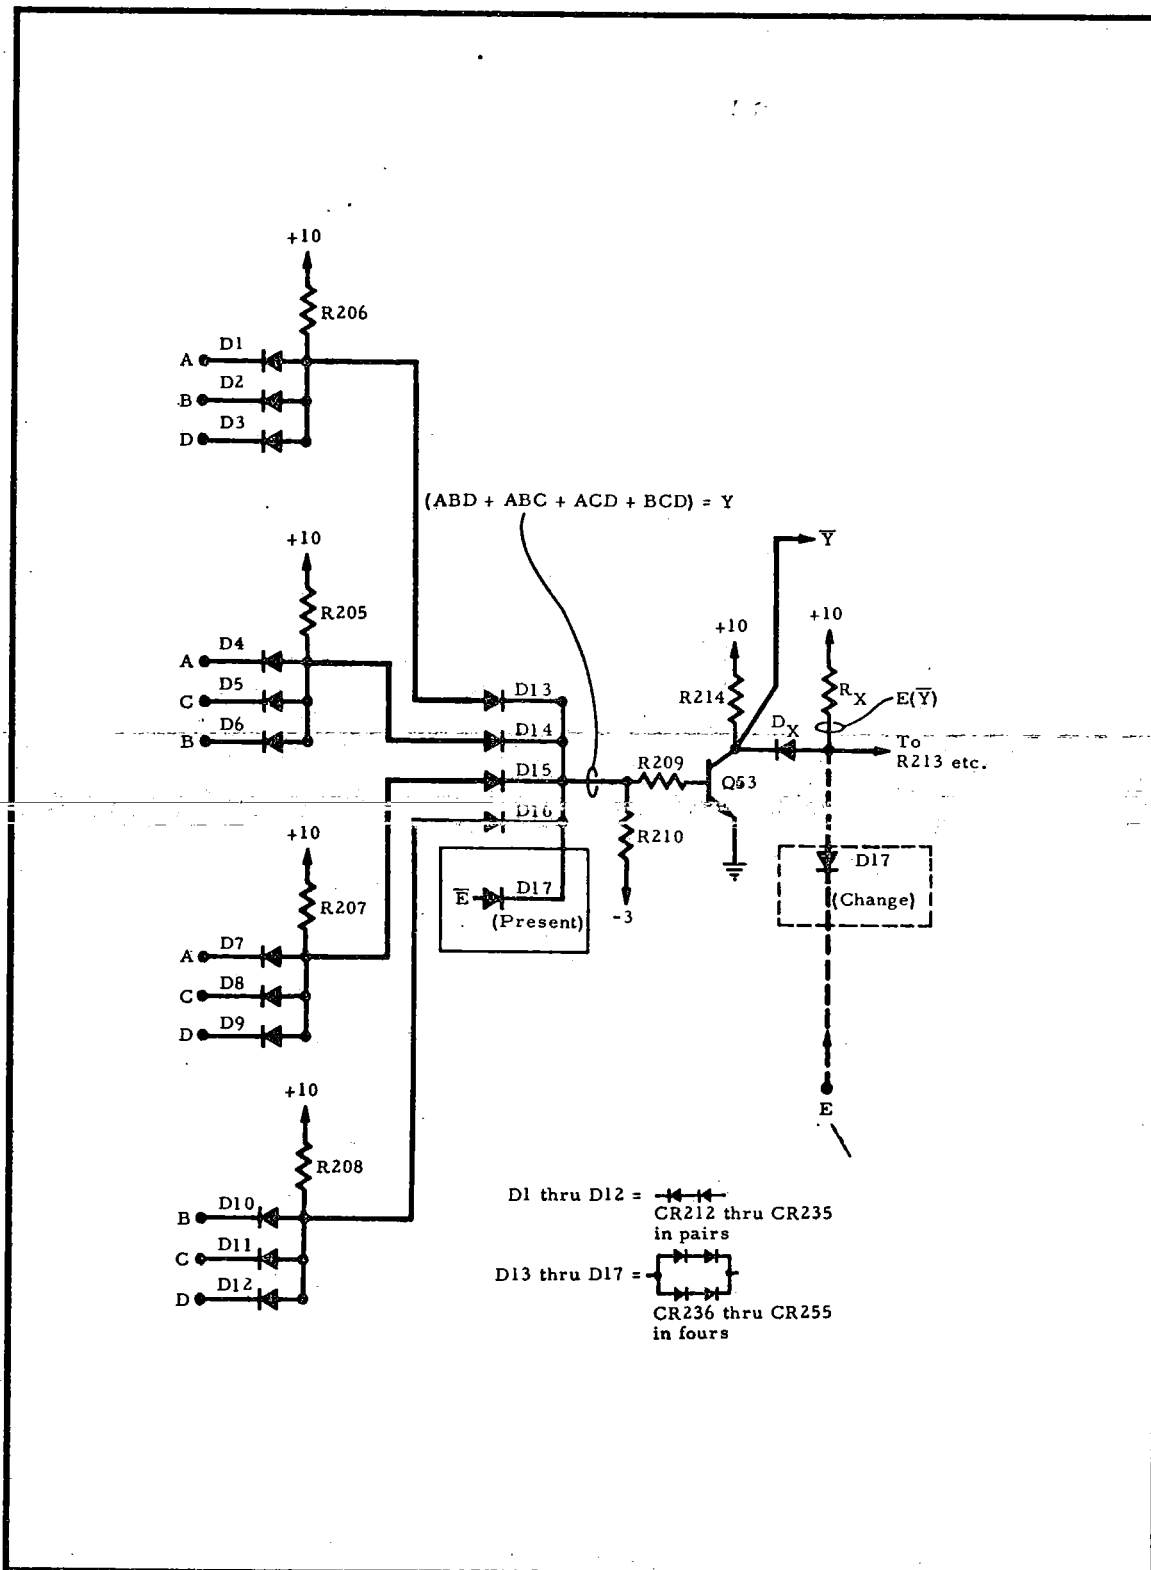 +10
R206
A D1
B D2
D D3
(ABD + ABC + ACD + BCD) = Y
+10
R205
A D4
C D5
B D6
Y̅
+10
+10
R214
R_X
E(Y̅)
D_X
To
R213 etc.
D13
D14
D15
D16
R209
Q53
R210
-3
E̅ D17
(Present)
D17
(Change)
E
+10
R207
A D7
C D8
D D9
+10
R208
B D10
C D11
D D12
D1 thru D12 =
CR212 thru CR235
in pairs
D13 thru D17 =
CR236 thru CR255
in fours